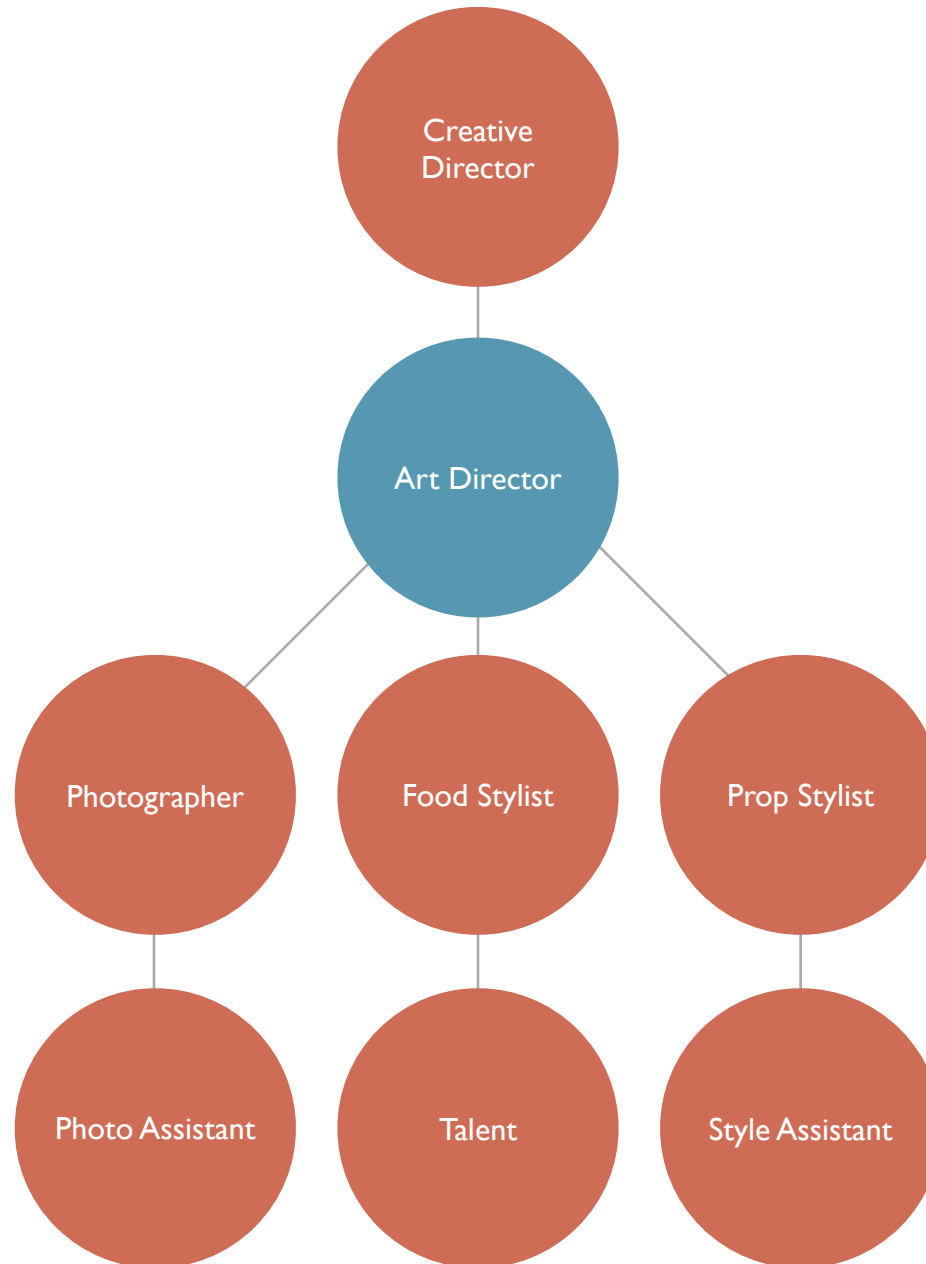 Creative
Director
Art Director
Photographer
Food Stylist
Prop Stylist
Photo Assistant
Talent
Style Assistant